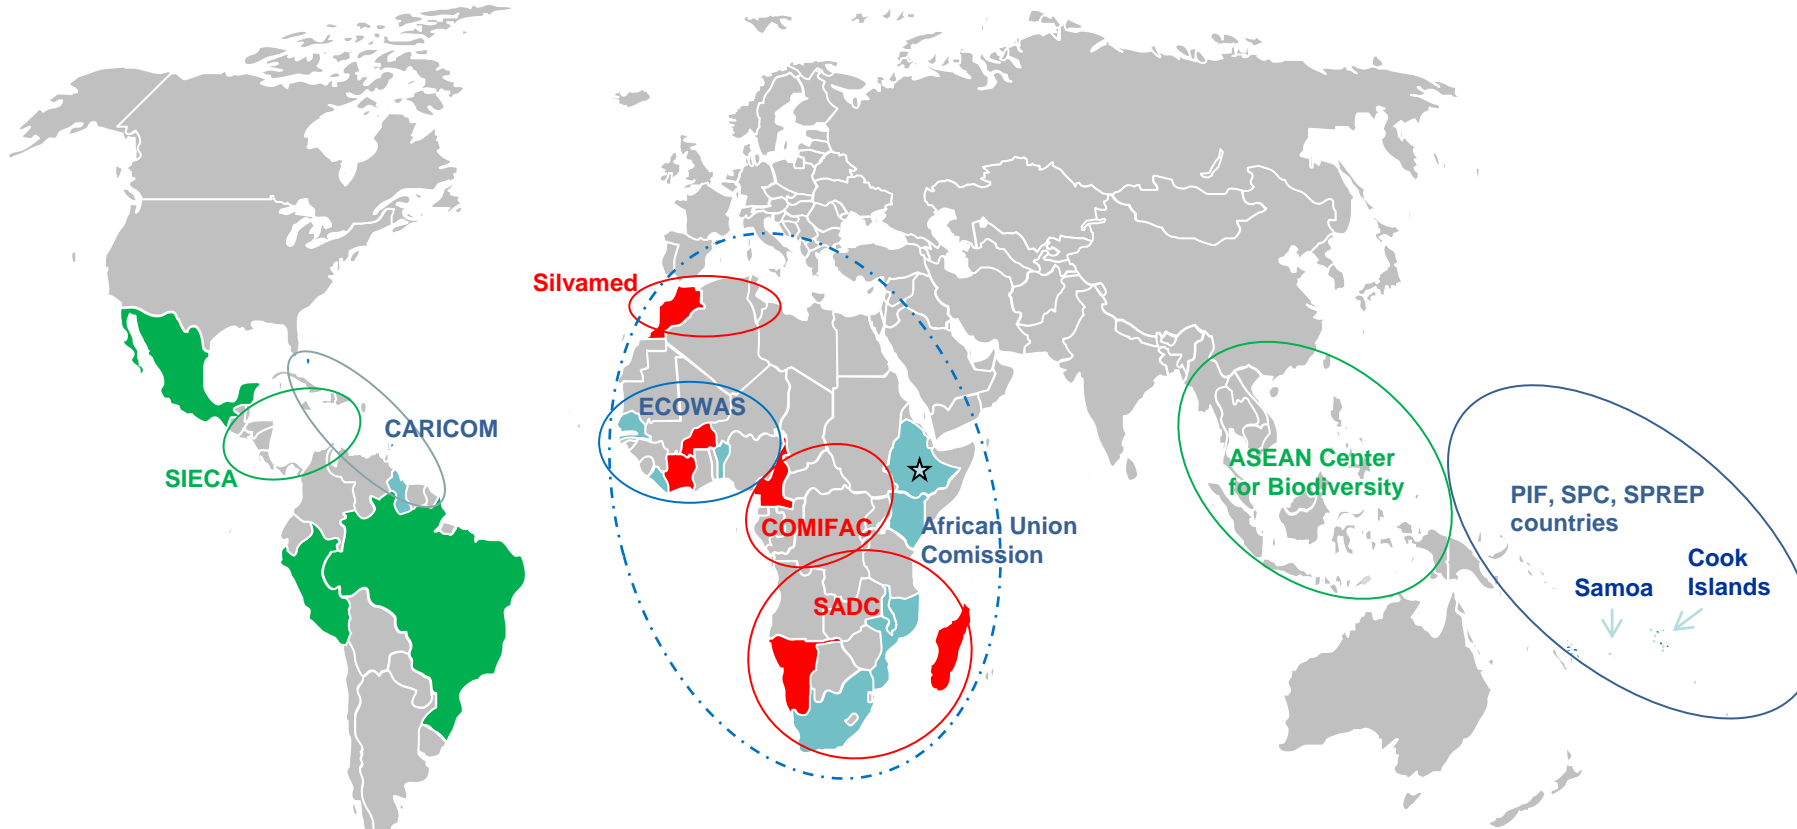 Silvamed
ECOWAS
CARICOM
SIECA
ASEAN Center
for Biodiversity
PIF, SPC, SPREP
countries
COMIFAC
African Union
Comission
Cook
Islands
Samoa
SADC